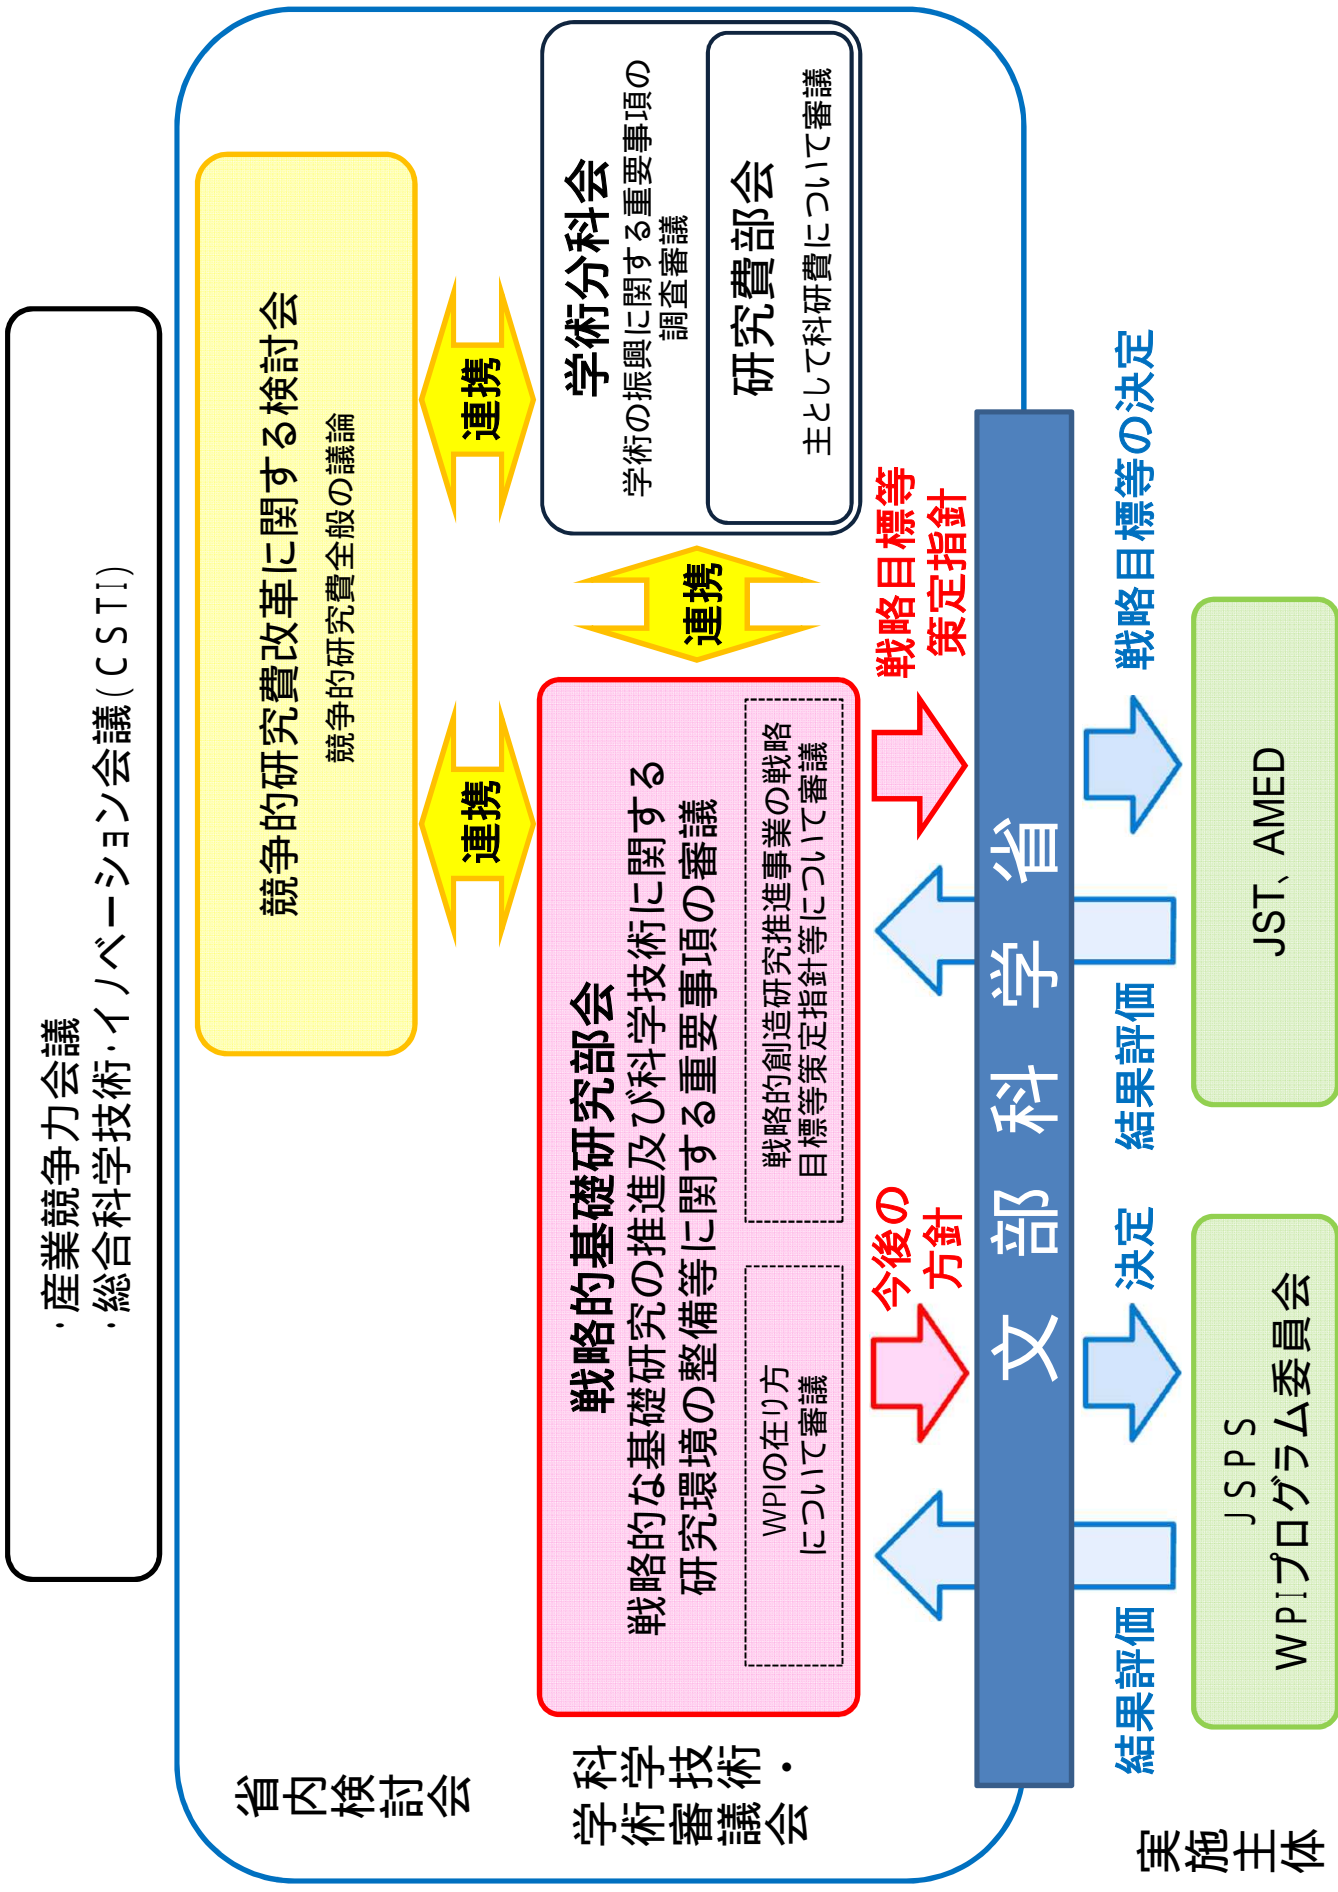 ・産業競争力会議
・総合科学技術・イノベーション会議(CSTI)
省内検討会
競争的研究費改革に関する検討会
競争的研究費全般の議論
連携
連携
科学技術・
学術審議会
戦略的基礎研究部会
戦略的な基礎研究の推進及び科学技術に関する
研究環境の整備等に関する重要事項の審議
WPIの在り方
について審議
戦略的創造研究推進事業の戦略
目標等策定指針等について審議
連携
学術分科会
学術の振興に関する重要事項の
調査審議
研究費部会
主として科研費について審議
今後の
方針
戦略目標等
策定指針
文部科学省
結果評価
決定
結果評価
戦略目標等の決定
実施主体
JSPS
WPIプログラム委員会
JST、AMED